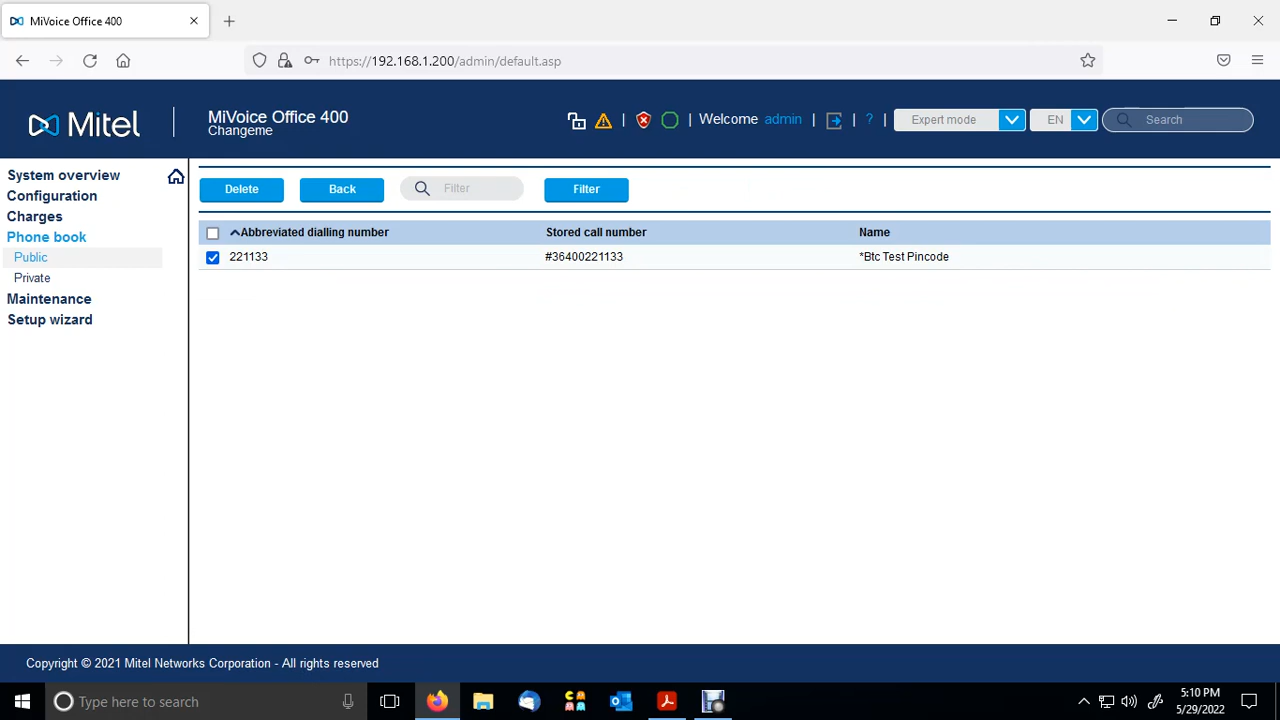 MiVoice Office 400
https://192.168.1.200/admin/default.asp
Mitel
MiVoice Office 400
Changeme
Welcome admin
?
Expert mode
EN
Search
System overview
Configuration
Charges
Phone book
Public
Private
Maintenance
Setup wizard
Delete
Back
Filter
Filter
Abbreviated dialling number Stored call number Name
221133 #36400221133 *Btc Test Pincode
Copyright © 2021 Mitel Networks Corporation - All rights reserved
Type here to search
5:10 PM
5/29/2022